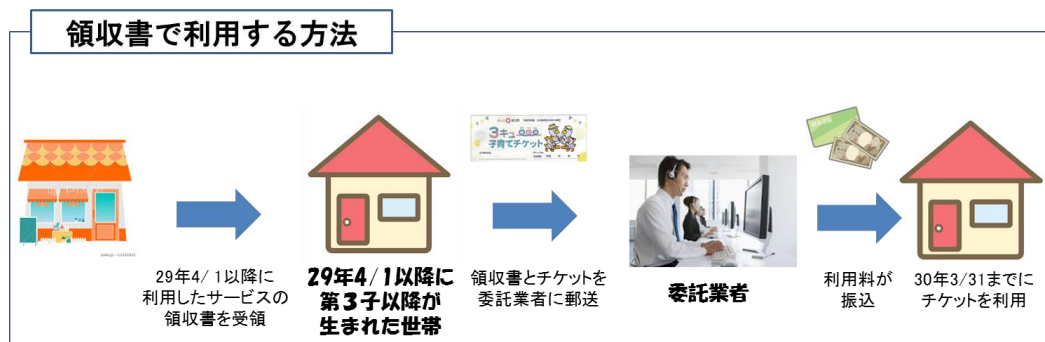 領収書で利用する方法
3キュー
子育てチケット
29年4/1以降に
利用したサービスの
領収書を受領
29年4/1以降に
第3子以降が
生まれた世帯
領収書とチケットを
委託業者に郵送
委託業者
利用料が
振込
30年3/31までに
チケットを利用